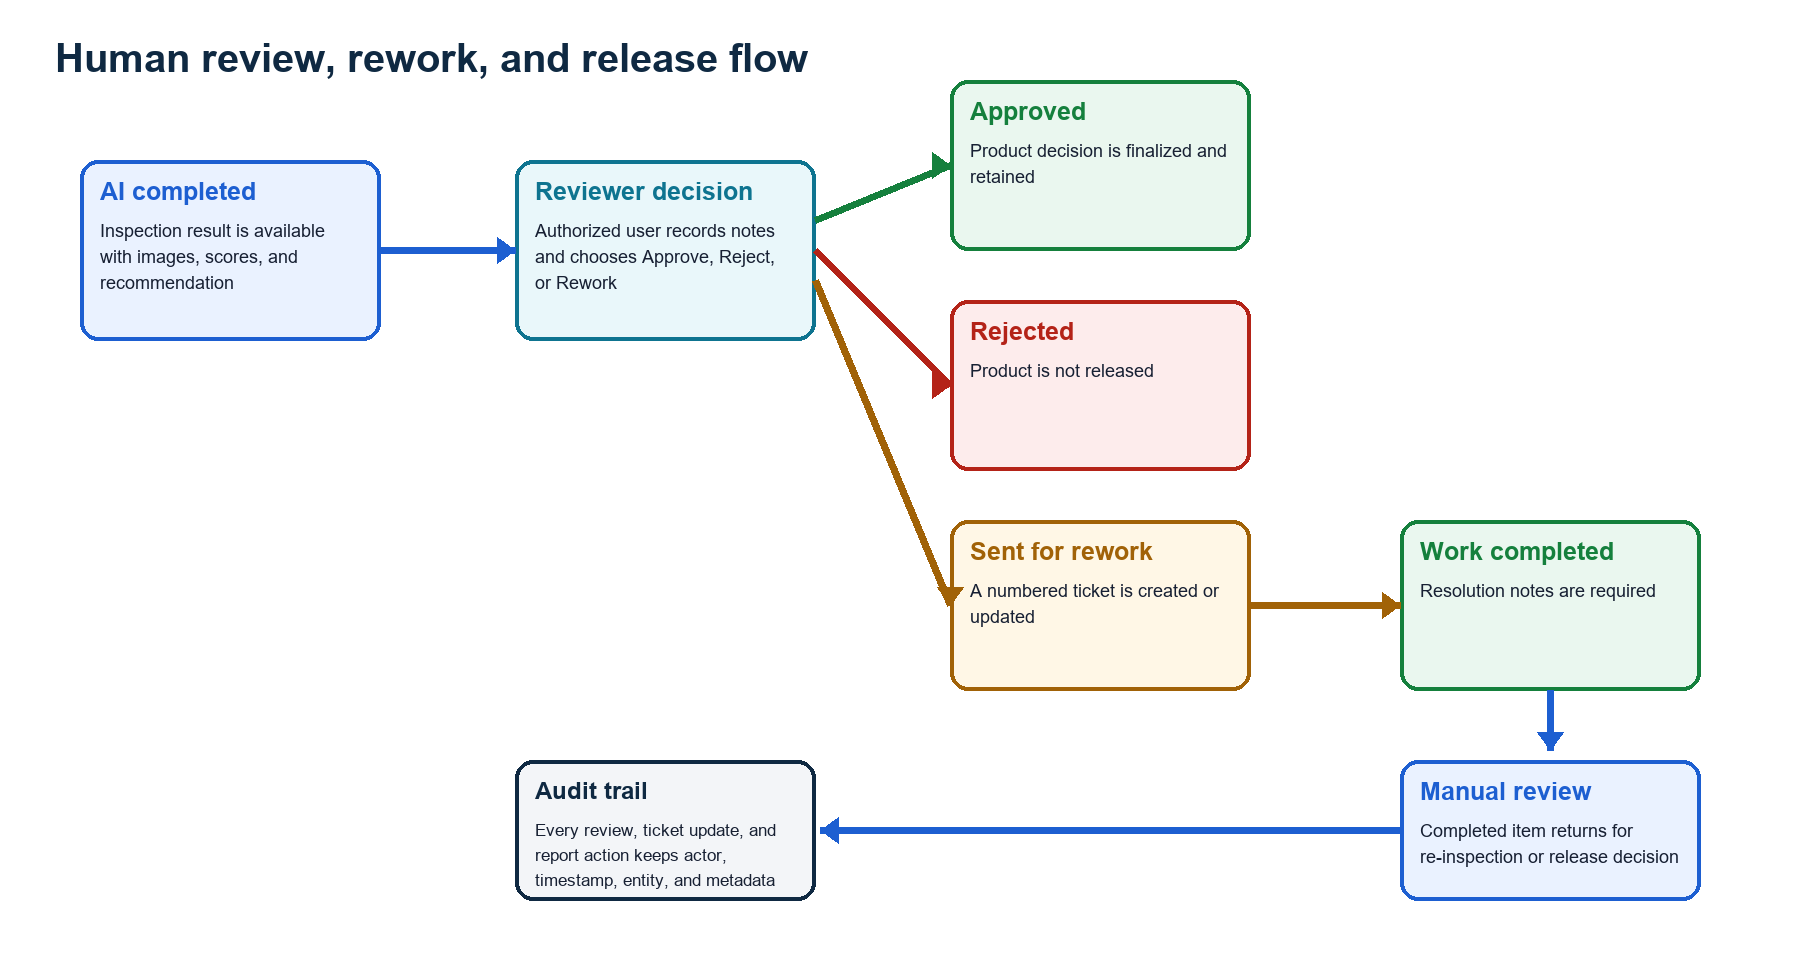 Human review, rework, and release flow
AI completed
Inspection result is available
with images, scores, and
recommendation
Reviewer decision
Authorized user records notes
and chooses Approve, Reject,
or Rework
Approved
Product decision is finalized and
retained
Rejected
Product is not released
Sent for rework
A numbered ticket is created or
updated
Work completed
Resolution notes are required
Manual review
Completed item returns for
re-inspection or release decision
Audit trail
Every review, ticket update, and
report action keeps actor,
timestamp, entity, and metadata